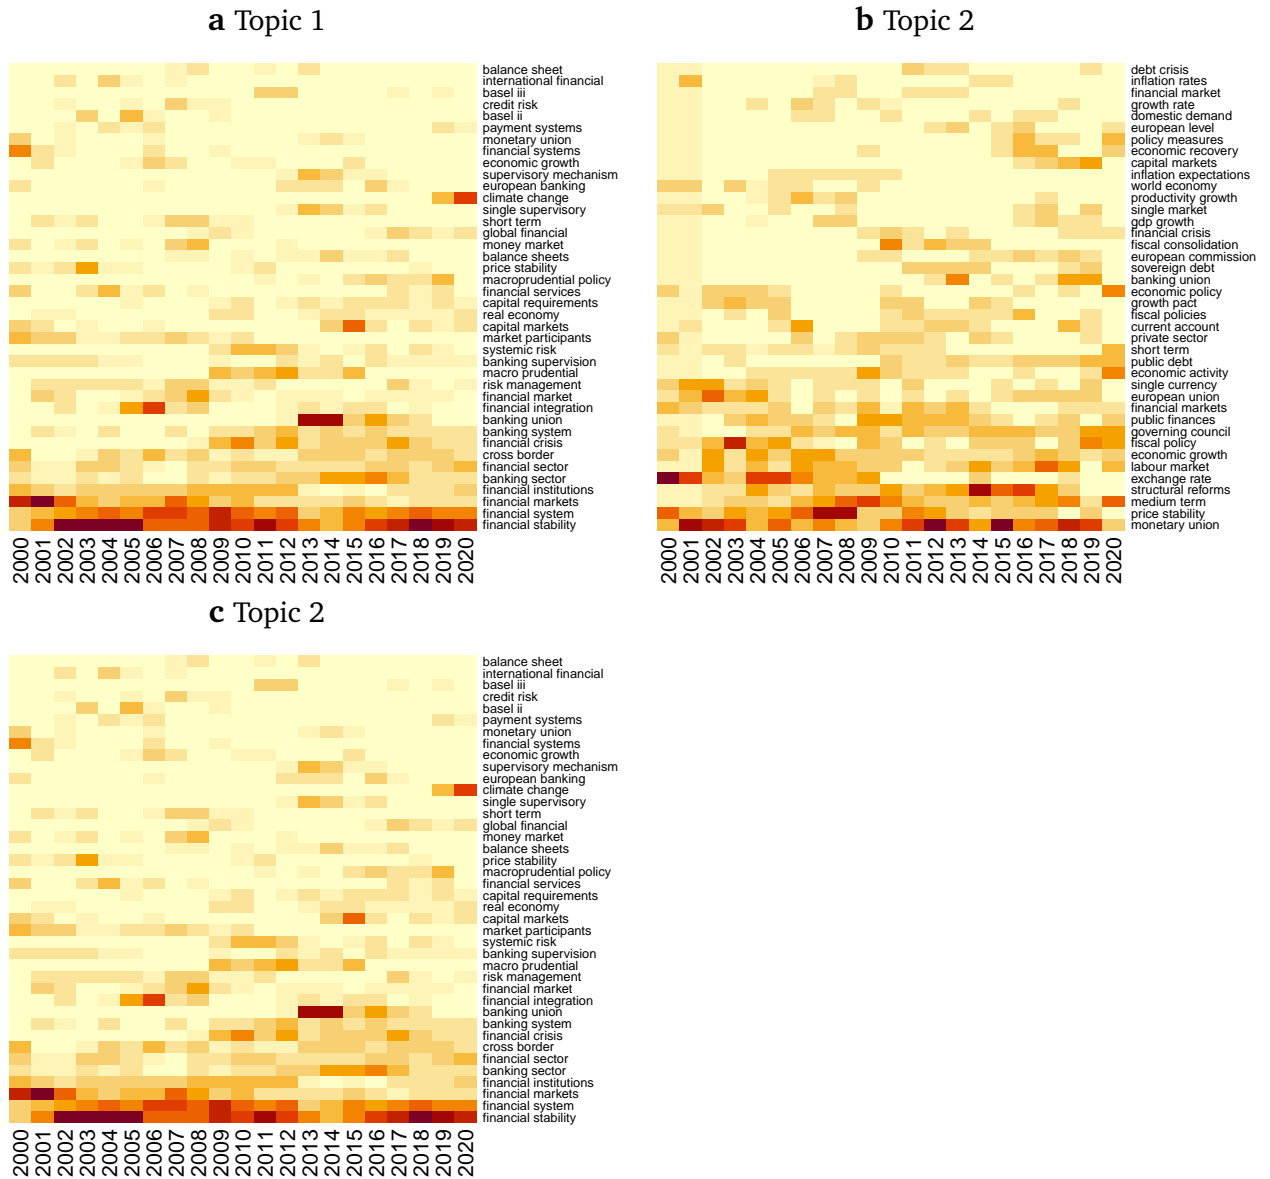 a Topic 1
balance sheet
international financial
basel iii
credit risk
basel ii
payment systems
monetary union
financial systems
economic growth
supervisory mechanism
european banking
climate change
single supervisory
short term
global financial
money market
balance sheets
price stability
macroprudential policy
financial services
capital requirements
real economy
capital markets
market participants
systemic risk
banking supervision
macro prudential
risk management
financial market
financial integration
banking union
banking system
financial crisis
cross border
financial sector
banking sector
financial institutions
financial markets
financial system
financial stability
2000 2001 2002 2003 2004 2005 2006 2007 2008 2009 2010 2011 2012 2013 2014 2015 2016 2017 2018 2019 2020
b Topic 2
debt crisis
inflation rates
financial market
growth rate
domestic demand
european level
policy measures
economic recovery
capital markets
inflation expectations
world economy
productivity growth
single market
gdp growth
financial crisis
fiscal consolidation
european commission
sovereign debt
banking union
economic policy
growth pact
fiscal policies
current account
private sector
short term
public debt
economic activity
single currency
european union
financial markets
public finances
governing council
fiscal policy
economic growth
labour market
exchange rate
structural reforms
medium term
price stability
monetary union
2000 2001 2002 2003 2004 2005 2006 2007 2008 2009 2010 2011 2012 2013 2014 2015 2016 2017 2018 2019 2020
c Topic 2
balance sheet
international financial
basel iii
credit risk
basel ii
payment systems
monetary union
financial systems
economic growth
supervisory mechanism
european banking
climate change
single supervisory
short term
global financial
money market
balance sheets
price stability
macroprudential policy
financial services
capital requirements
real economy
capital markets
market participants
systemic risk
banking supervision
macro prudential
risk management
financial market
financial integration
banking union
banking system
financial crisis
cross border
financial sector
banking sector
financial institutions
financial markets
financial system
financial stability
2000 2001 2002 2003 2004 2005 2006 2007 2008 2009 2010 2011 2012 2013 2014 2015 2016 2017 2018 2019 2020